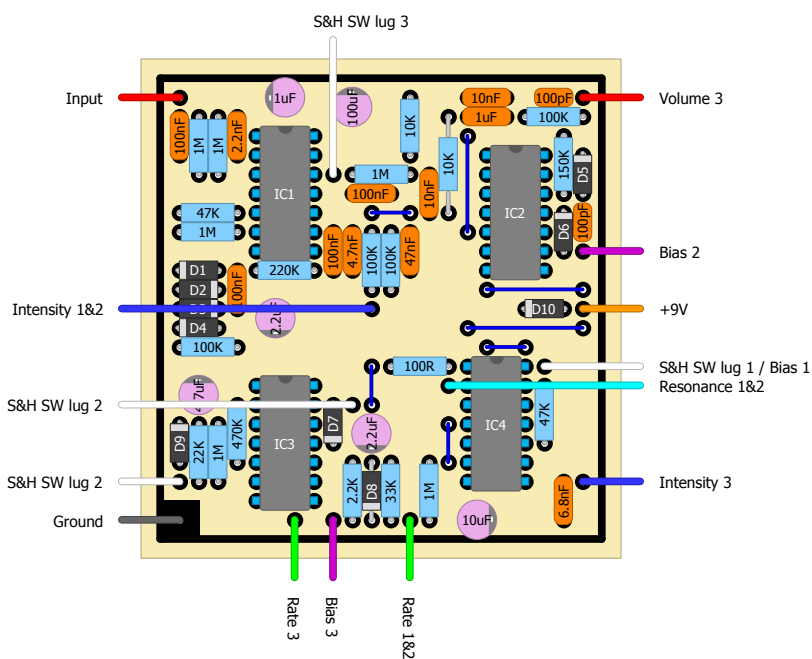 S&H SW lug 3
Input
1uF
100uF
10nF
100pF
Volume 3
1uF
100K
100nF
1M
1M
2.2nF
10K
10K
150K
D5
IC1
1M
100nF
10nF
IC2
47K
1M
D6
100pF
100nF
4.7nF
100K
100K
47nF
Bias 2
D1
220K
D2
100nF
Intensity 1&2
D3
2.2uF
D10
+9V
D4
100K
100R
S&H SW lug 1 / Bias 1
Resonance 1&2
S&H SW lug 2
D9
22K
1M
470K
IC3
D7
2.2uF
IC4
47K
S&H SW lug 2
2.2K
D8
33K
1M
6.8nF
Intensity 3
Ground
10uF
Rate 3
Bias 3
Rate 1&2